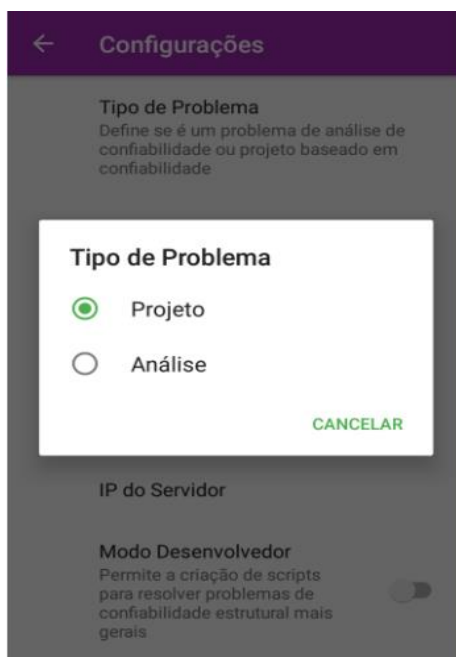 Configurações
Tipo de Problema
Define se é um problema de análise de
confiabilidade ou projeto baseado em
confiabilidade
Tipo de Problema
Projeto
Análise
CANCELAR
IP do Servidor
Modo Desenvolvedor
Permite a criação de scripts
para resolver problemas de
confiabilidade estrutural mais
gerais